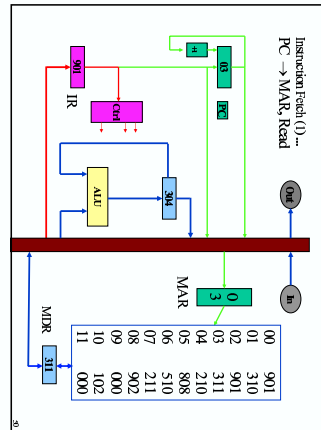 Instruction Fetch (1) ...
PC → MAR, Read
+1
03
PC
901
IR
Ctrl
304
ALU
Out
In
MAR
0
3
00 901
01 310
02 901
03 311
04 210
05 808
06 510
07 211
08 902
09 000
10 102
11 000
MDR
311